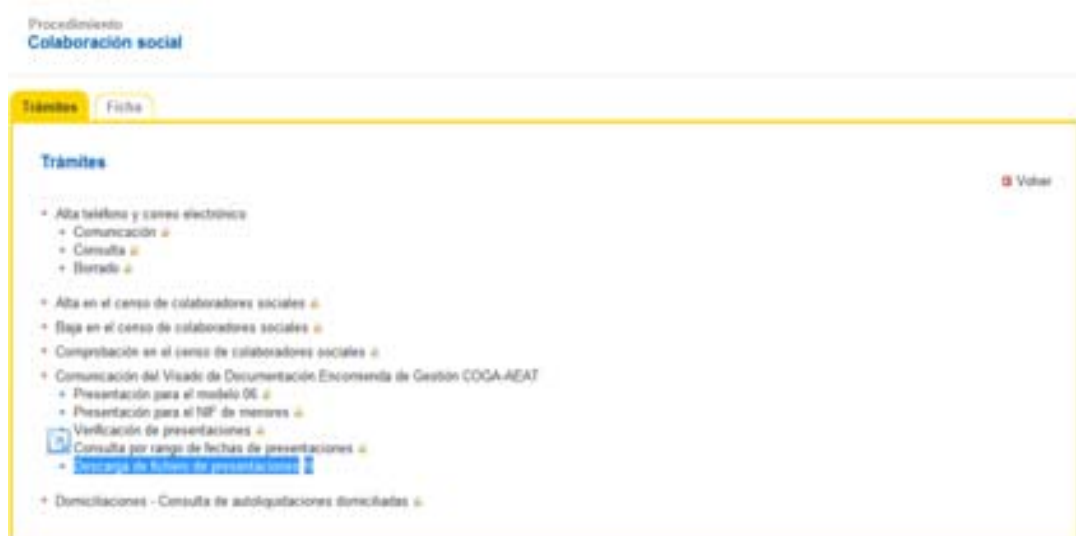 Procedimiento
Colaboración social
Trámites Ficha
Trámites
Volver
Alta teléfono y correo electrónico
Comunicación
Consulta
Borrado
Alta en el censo de colaboradores sociales
Baja en el censo de colaboradores sociales
Comprobación en el censo de colaboradores sociales
Comunicación del Visado de Documentación Encomienda de Gestión COGA-AEAT
Presentación para el modelo 06
Presentación para el NIF de menores
Verificación de presentaciones
Consulta por rango de fechas de presentaciones
Descarga de fichero de presentaciones
Domiciliaciones - Consulta de autoliquidaciones domiciliadas